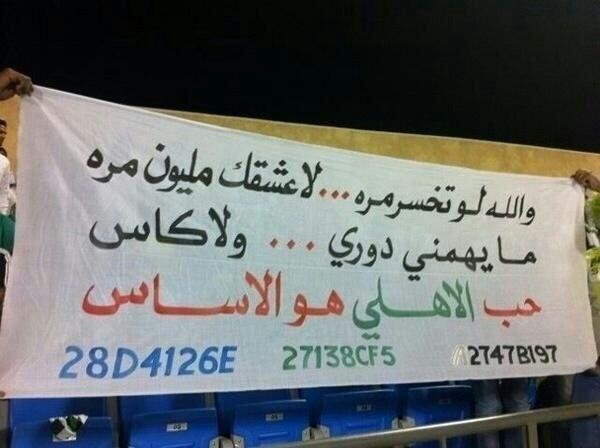 والله لو تخسر مره...لاعشقك مليون مره
ما يهمني دوري ... ولا كاس
حب الاهلي هو الاساس
28D4126E 27138CF5 2747B197